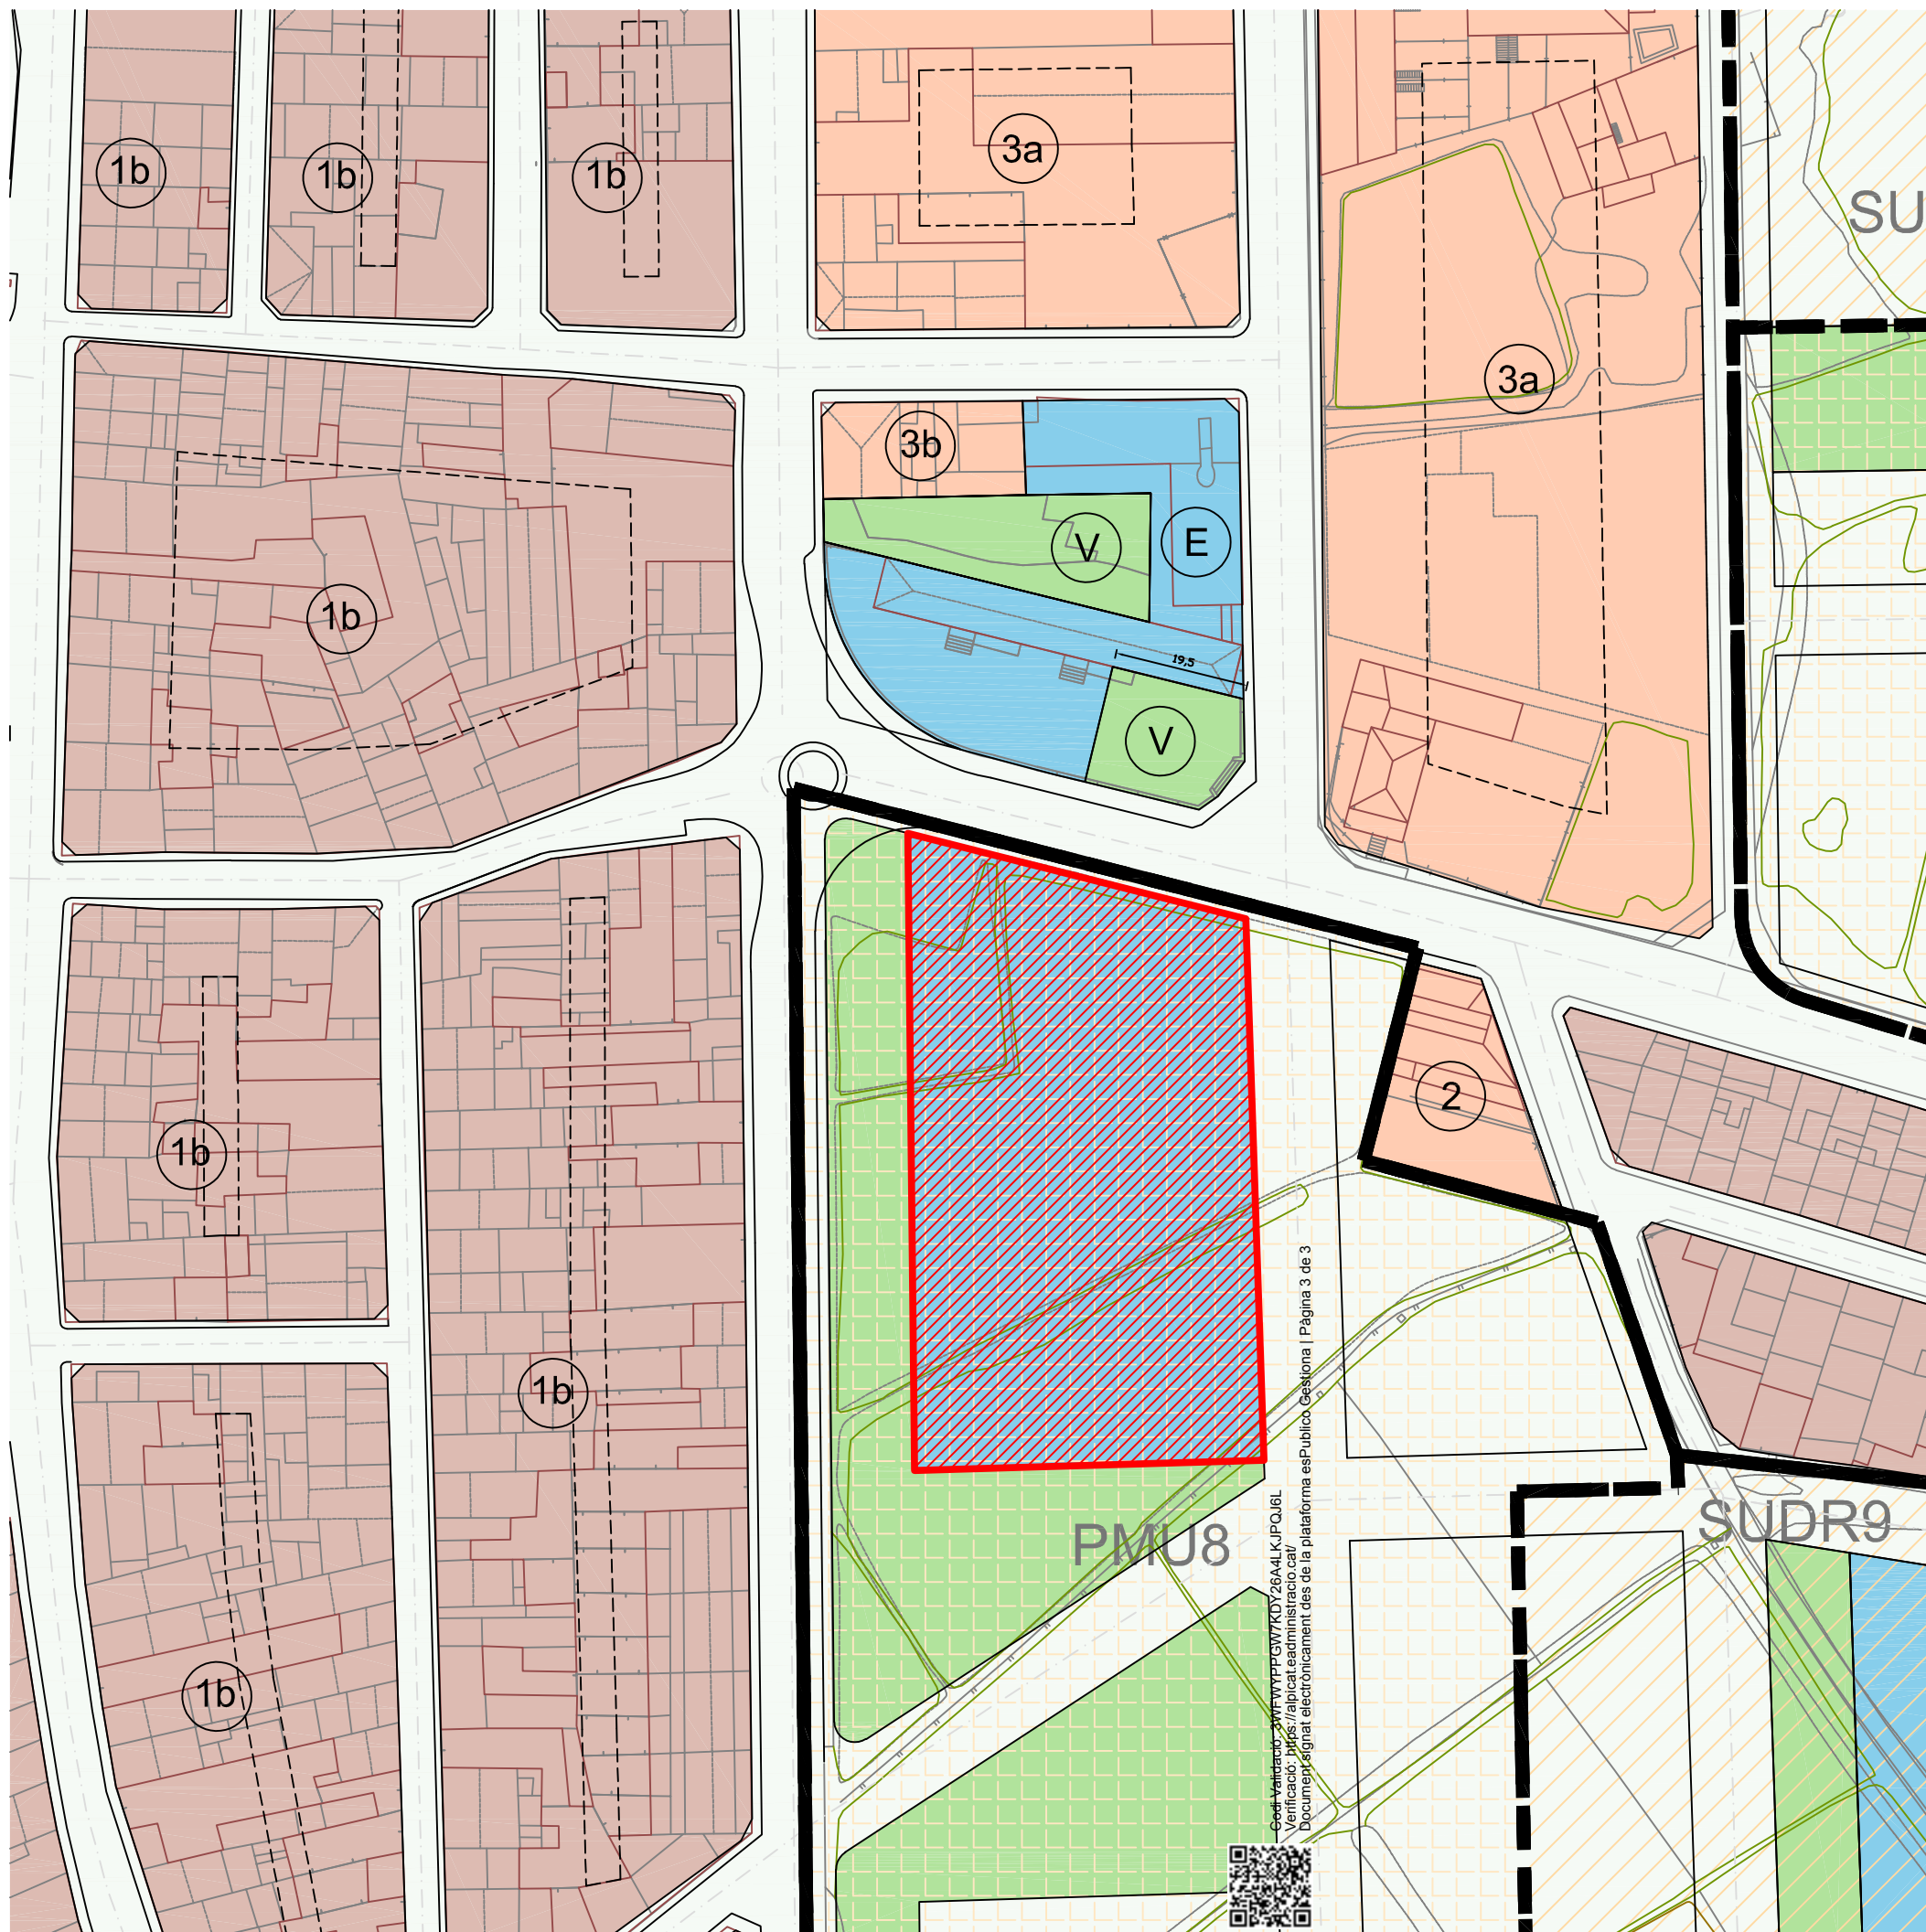 1b
1b
1b
3a
SU
3a
3b
V
E
1b
19,5
V
2
1b
1b
PMU8
SUDR9
1b
Codi Validació: 3WFWYPPGW7KDY26A4LKJPQJ6L
Verificació: https://alpicat.eadministracio.cat/
Document signat electrònicament des de la plataforma esPublico Gestiona | Pàgina 3 de 3